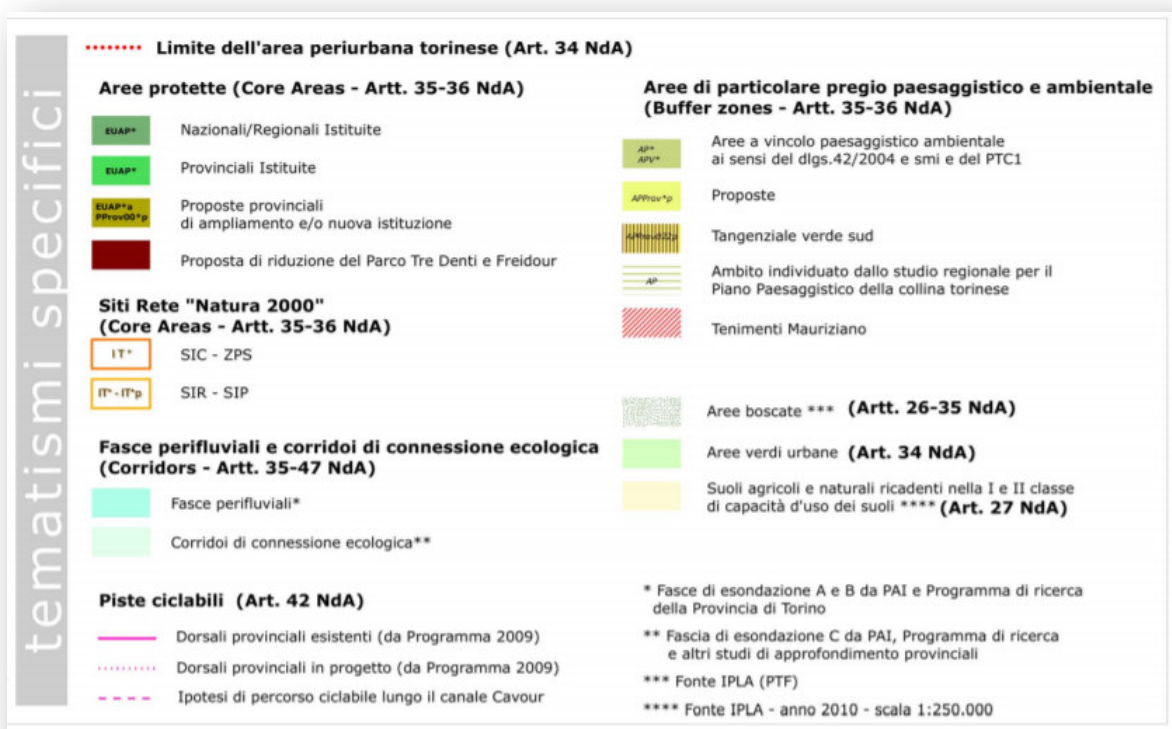 tematismi specifici
Limite dell'area periurbana torinese (Art. 34 NdA)
Aree protette (Core Areas - Artt. 35-36 NdA)
EUAP*
Nazionali/Regionali Istituite
EUAP*
Provinciali Istituite
EUAP*a
PProv00*p
Proposte provinciali
di ampliamento e/o nuova istituzione
Proposta di riduzione del Parco Tre Denti e Freidour
Siti Rete "Natura 2000"
(Core Areas - Artt. 35-36 NdA)
IT*
SIC - ZPS
IT* - IT*p
SIR - SIP
Fasce perifluviali e corridoi di connessione ecologica
(Corridors - Artt. 35-47 NdA)
Fasce perifluviali*
Corridoi di connessione ecologica**
Piste ciclabili (Art. 42 NdA)
Dorsali provinciali esistenti (da Programma 2009)
Dorsali provinciali in progetto (da Programma 2009)
Ipotesi di percorso ciclabile lungo il canale Cavour
Aree di particolare pregio paesaggistico e ambientale
(Buffer zones - Artt. 35-36 NdA)
AP*
APV*
Aree a vincolo paesaggistico ambientale
ai sensi del dlgs.42/2004 e smi e del PTC1
APProv*p
Proposte
Tangenziale verde sud
AP
Ambito individuato dallo studio regionale per il
Piano Paesaggistico della collina torinese
Tenimenti Mauriziano
Aree boscate *** (Artt. 26-35 NdA)
Aree verdi urbane (Art. 34 NdA)
Suoli agricoli e naturali ricadenti nella I e II classe
di capacità d'uso dei suoli **** (Art. 27 NdA)
* Fasce di esondazione A e B da PAI e Programma di ricerca
della Provincia di Torino
** Fascia di esondazione C da PAI, Programma di ricerca
e altri studi di approfondimento provinciali
*** Fonte IPLA (PTF)
**** Fonte IPLA - anno 2010 - scala 1:250.000